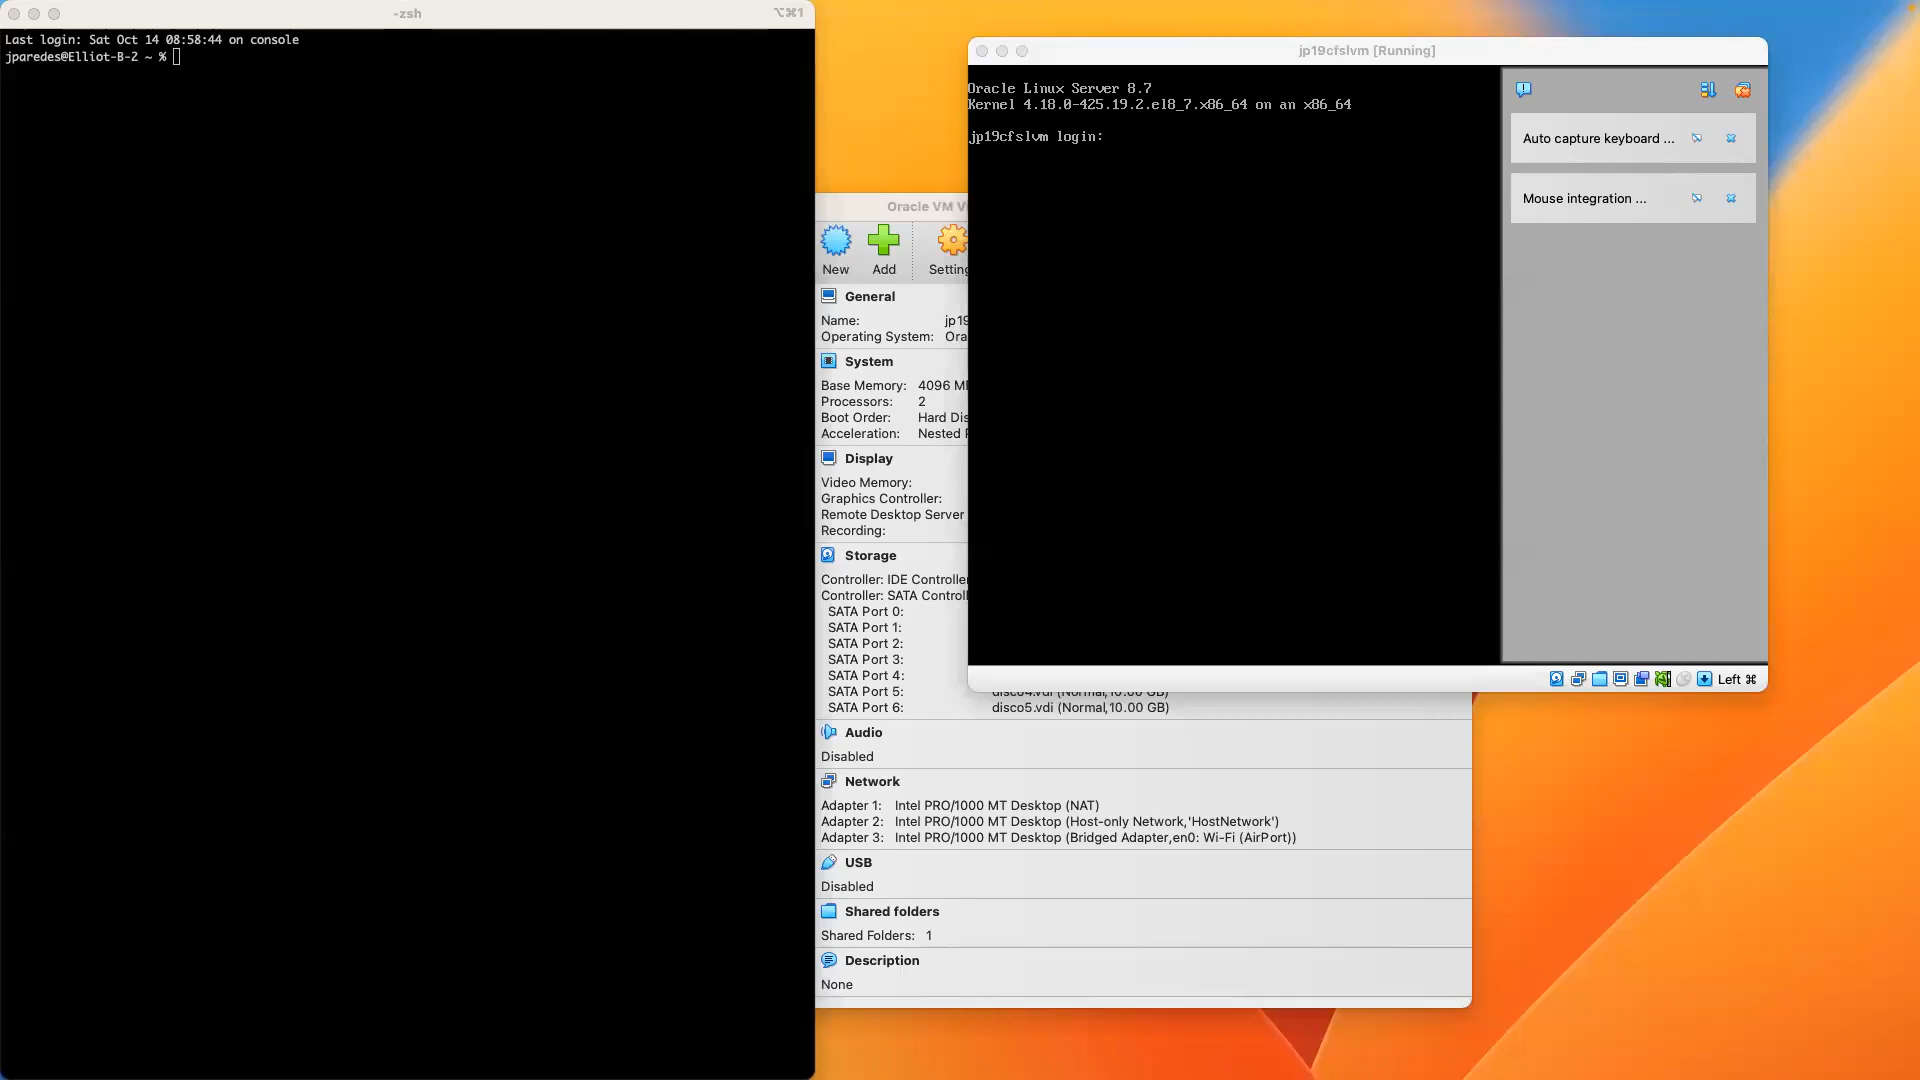 -zsh
⌥⌘1
Last login: Sat Oct 14 08:58:44 on console
jparedes@Elliot-B-2 ~ %
jp19cfslvm [Running]
Oracle Linux Server 8.7
Kernel 4.18.0-425.19.2.el8_7.x86_64 on an x86_64
jp19cfslvm login:
Auto capture keyboard ...
Mouse integration ...
Left ⌘
Oracle VM V
New
Add
Setting
General
Name: jp19
Operating System: Ora
System
Base Memory: 4096 M
Processors: 2
Boot Order: Hard Dis
Acceleration: Nested
Display
Video Memory:
Graphics Controller:
Remote Desktop Server
Recording:
Storage
Controller: IDE Controller
Controller: SATA Control
SATA Port 0:
SATA Port 1:
SATA Port 2:
SATA Port 3:
SATA Port 4:
SATA Port 5: disco4.vdi (Normal,10.00 GB)
SATA Port 6: disco5.vdi (Normal,10.00 GB)
Audio
Disabled
Network
Adapter 1: Intel PRO/1000 MT Desktop (NAT)
Adapter 2: Intel PRO/1000 MT Desktop (Host-only Network,'HostNetwork')
Adapter 3: Intel PRO/1000 MT Desktop (Bridged Adapter,en0: Wi-Fi (AirPort))
USB
Disabled
Shared folders
Shared Folders: 1
Description
None